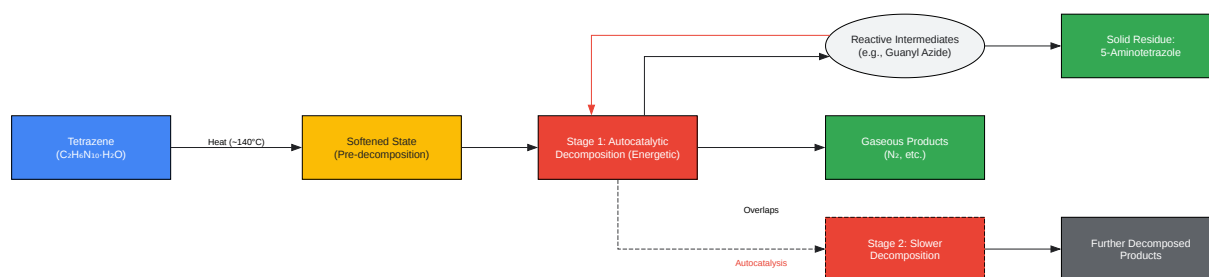 Reactive Intermediates
(e.g., Guanyl Azide)
Solid Residue:
5-Aminotetrazole
Tetrazene
(C₂H₆N₁₀·H₂O)
Heat (~140°C)
Softened State
(Pre-decomposition)
Stage 1: Autocatalytic
Decomposition (Energetic)
Gaseous Products
(N₂, etc.)
Overlaps
Autocatalysis
Stage 2: Slower
Decomposition
Further Decomposed
Products